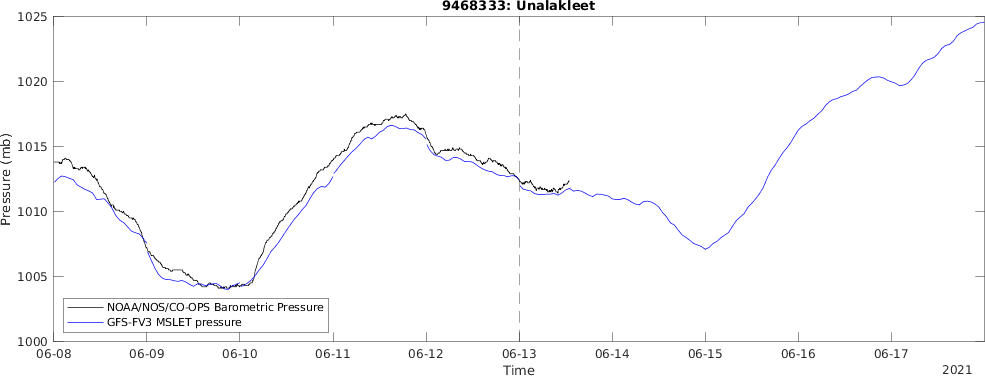 9468333: Unalakleet
Pressure (mb)
1025
1020
1015
1010
1005
1000
NOAA/NOS/CO-OPS Barometric Pressure
GFS-FV3 MSLET pressure
06-08 06-09 06-10 06-11 06-12 06-13 06-14 06-15 06-16 06-17
Time
2021